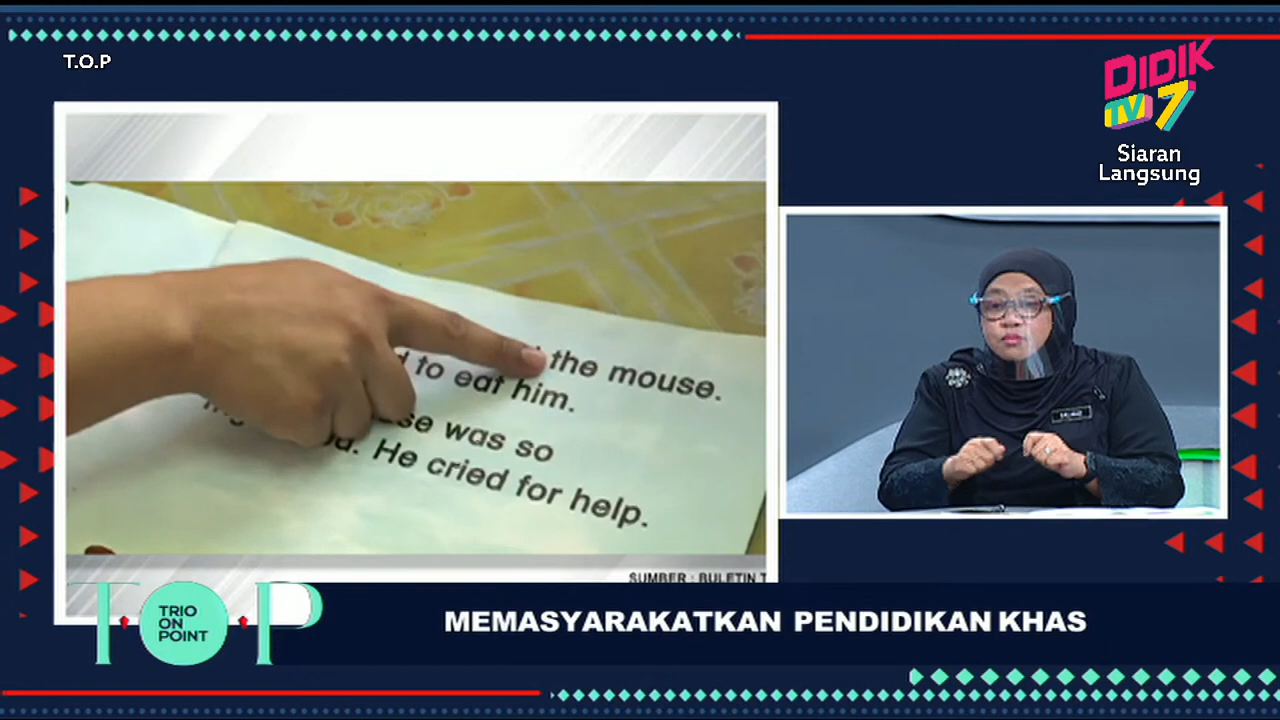 T.O.P
DIDIK
TV 7
Siaran
Langsung
the mouse.
to eat him.
was so
He cried for help.
SUMBER : BULETIN T
T.O.P
TRIO
ON
POINT
MEMASYARAKATKAN PENDIDIKAN KHAS